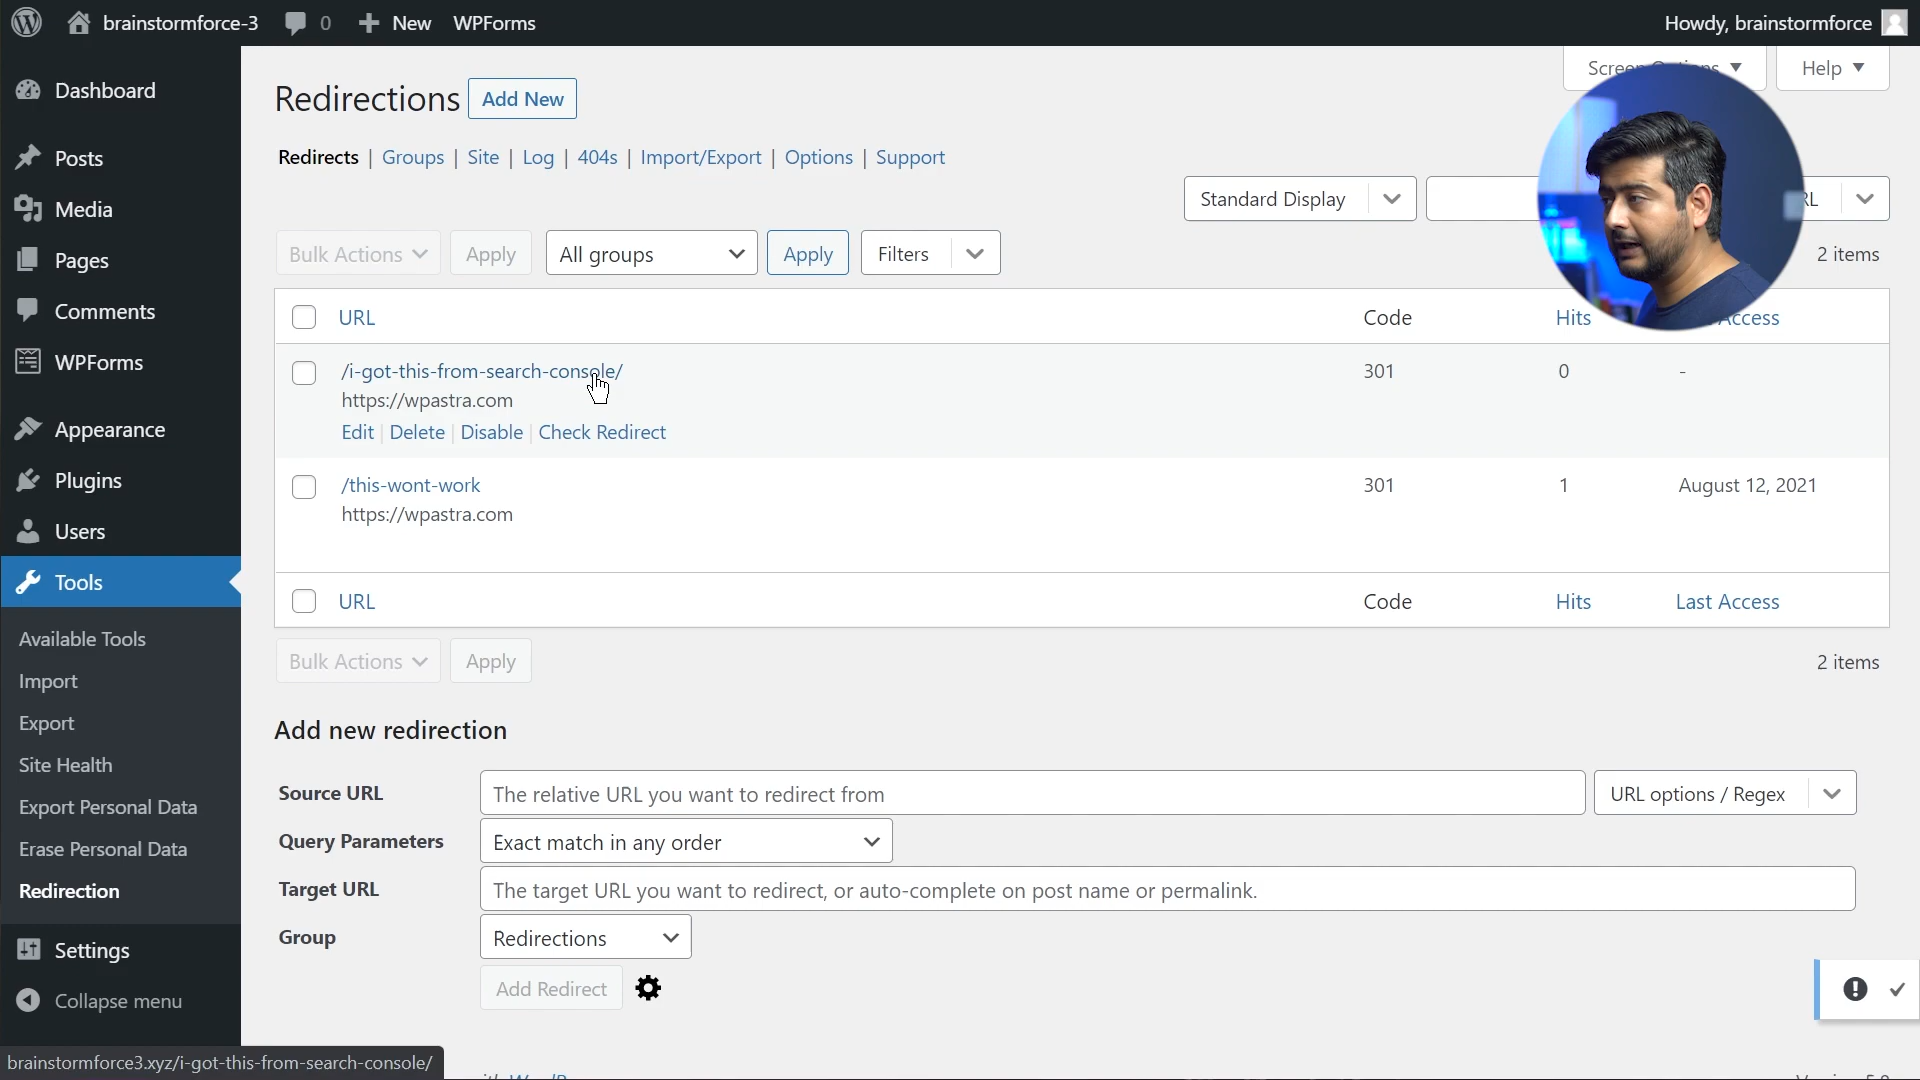 brainstormforce-3 0 New WPForms Howdy, brainstormforce
Dashboard
Posts
Media
Pages
Comments
WPForms
Appearance
Plugins
Users
Tools
Available Tools
Import
Export
Site Health
Export Personal Data
Erase Personal Data
Redirection
Settings
Collapse menu
Help
Redirections Add New
Redirects | Groups | Site | Log | 404s | Import/Export | Options | Support
Standard Display
Bulk Actions Apply All groups Apply Filters 2 items
URL Code Hits
/i-got-this-from-search-console/ 301 0 -
https://wpastra.com
Edit | Delete | Disable | Check Redirect
/this-wont-work 301 1 August 12, 2021
https://wpastra.com
URL Code Hits Last Access
Bulk Actions Apply 2 items
Add new redirection
Source URL The relative URL you want to redirect from URL options / Regex
Query Parameters Exact match in any order
Target URL The target URL you want to redirect, or auto-complete on post name or permalink.
Group Redirections
Add Redirect
brainstormforce3.xyz/i-got-this-from-search-console/